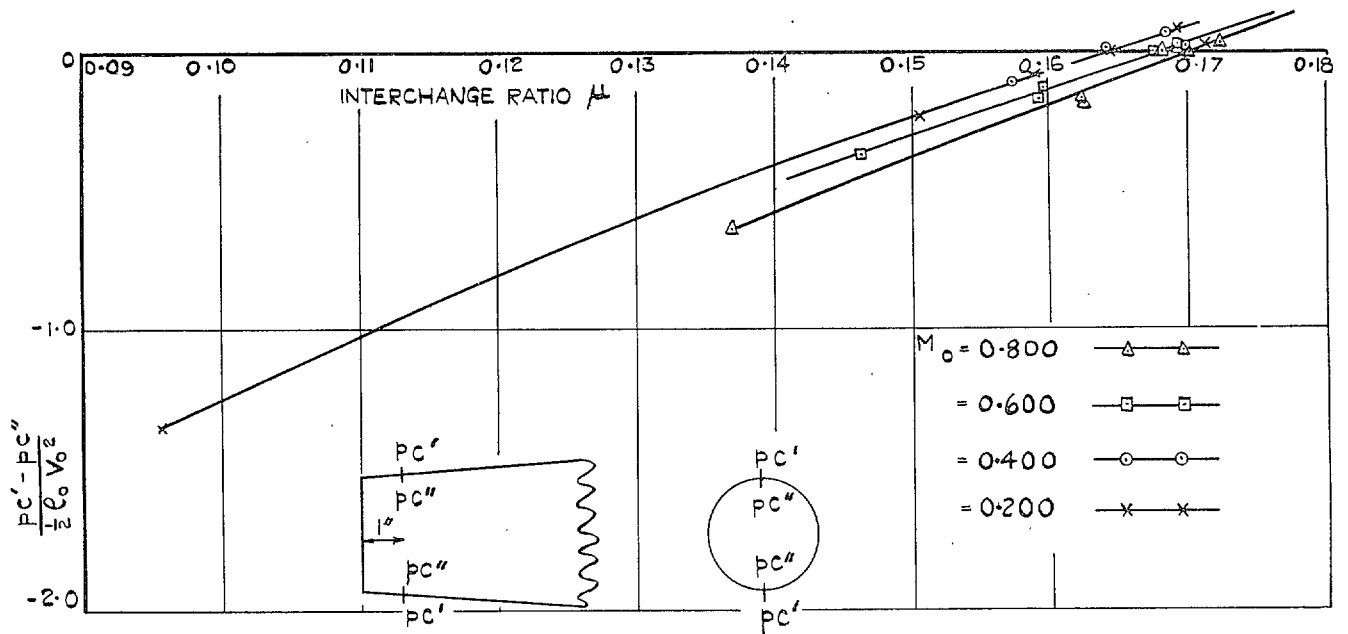 0
0.09 0.10 0.11 0.12 0.13 0.14 0.15 0.16 0.17 0.18
INTERCHANGE RATIO μ
-1.0
-2.0
pc' - pc"
½ ρ₀ V₀²
M₀ = 0.800
= 0.600
= 0.400
= 0.200
pc'
pc"
1"
pc"
pc'
pc'
pc"
pc"
pc'